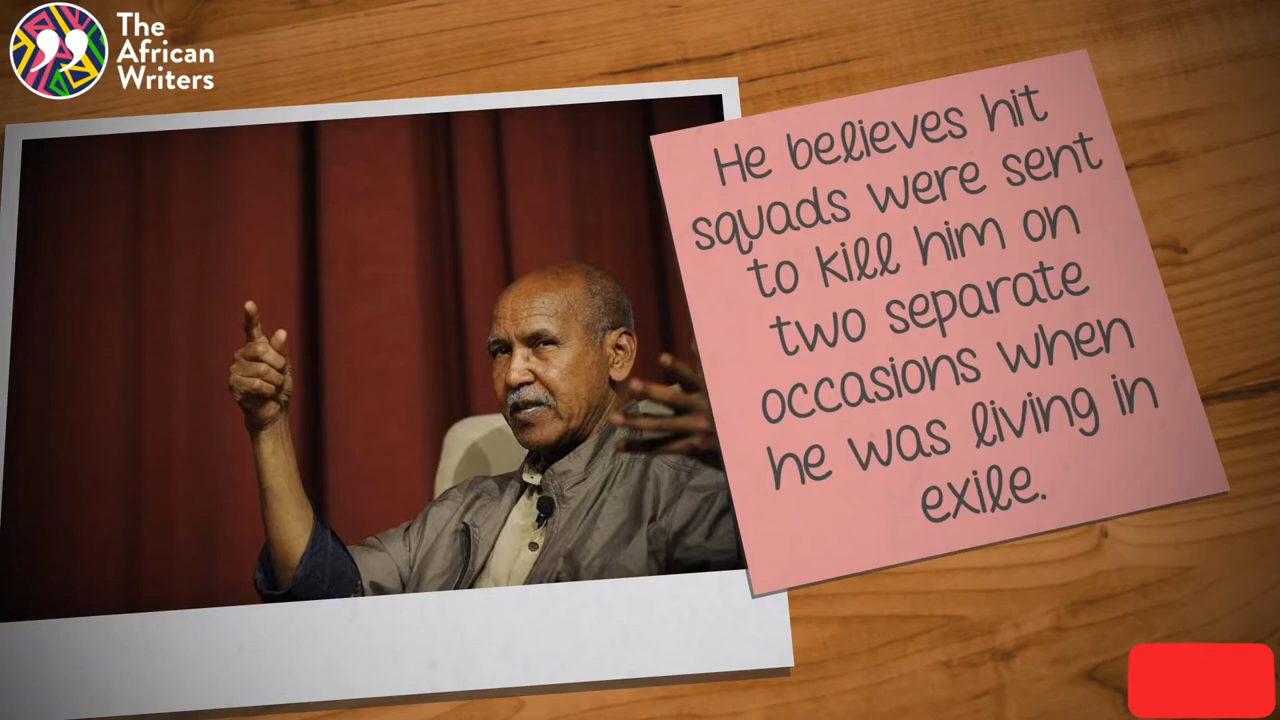 The
African
Writers
He believes hit
squads were sent
to kill him on
two separate
occasions when
he was living in
exile.